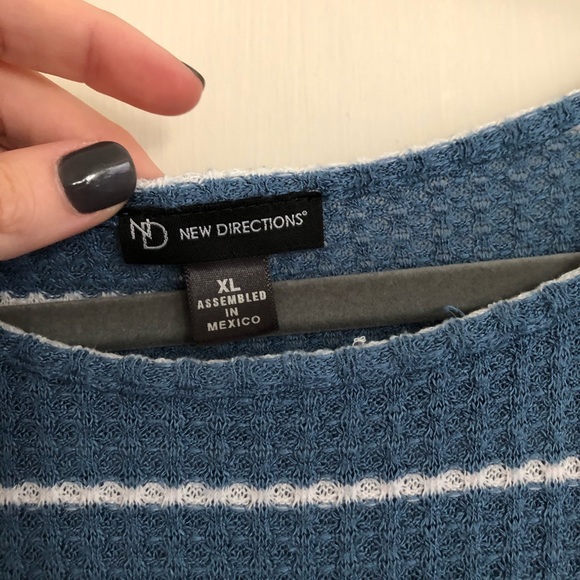 ND NEW DIRECTIONS®
XL
ASSEMBLED
IN
MEXICO